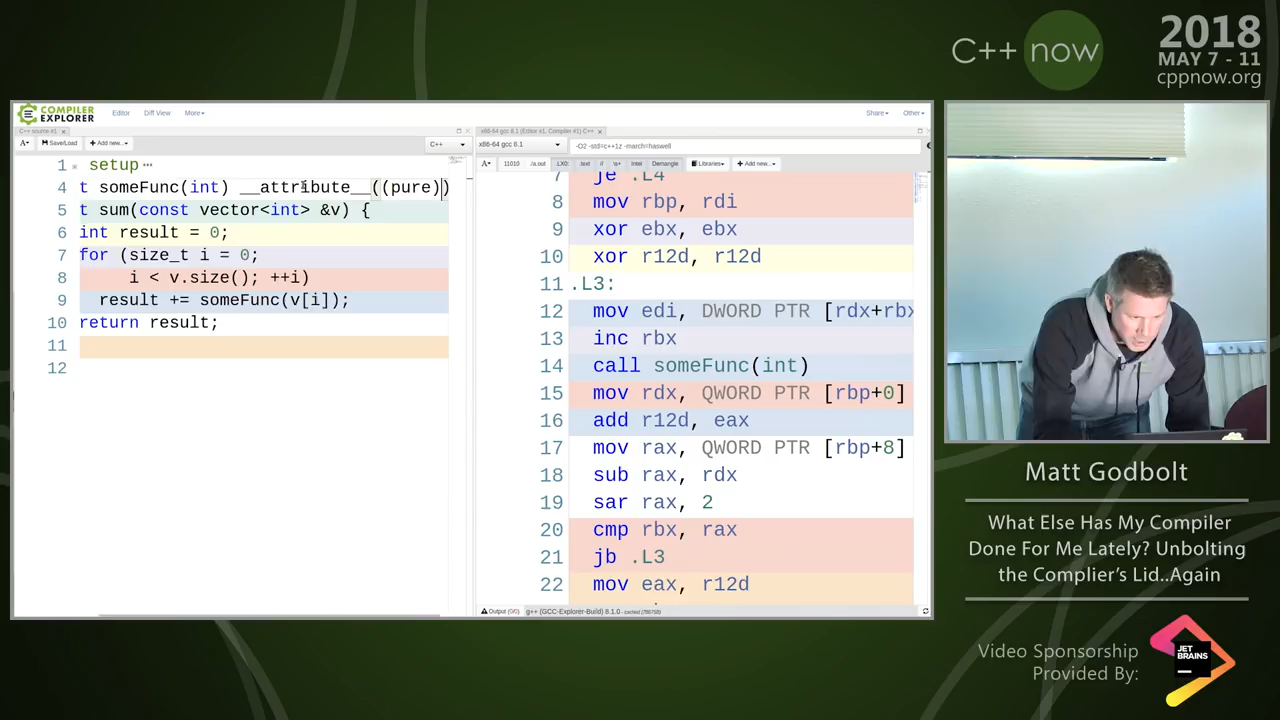 C++ now
2018
MAY 7 - 11
cppnow.org
COMPILER
EXPLORER
Editor Diff View More
Share Other
C++ source #1
x86-64 gcc 8.1 (Editor #1, Compiler #1) C++
A Save/Load Add new... C++
x86-64 gcc 8.1 -O2 -std=c++1z -march=haswell
A 11010 ./a.out .LX0: .text // \s+ Intel Demangle Libraries Add new...
1 setup ...
4 t someFunc(int) __attribute__((pure))
5 t sum(const vector<int> &v) {
6 int result = 0;
7 for (size_t i = 0;
8 i < v.size(); ++i)
9 result += someFunc(v[i]);
10 return result;
11
12
7 je .L4
8 mov rbp, rdi
9 xor ebx, ebx
10 xor r12d, r12d
11 .L3:
12 mov edi, DWORD PTR [rdx+rbx
13 inc rbx
14 call someFunc(int)
15 mov rdx, QWORD PTR [rbp+0]
16 add r12d, eax
17 mov rax, QWORD PTR [rbp+8]
18 sub rax, rdx
19 sar rax, 2
20 cmp rbx, rax
21 jb .L3
22 mov eax, r12d
Output (0/0) g++ (GCC-Explorer-Build) 8.1.0
Matt Godbolt
What Else Has My Compiler
Done For Me Lately? Unbolting
the Complier's Lid..Again
Video Sponsorship
Provided By:
JET
BRAINS